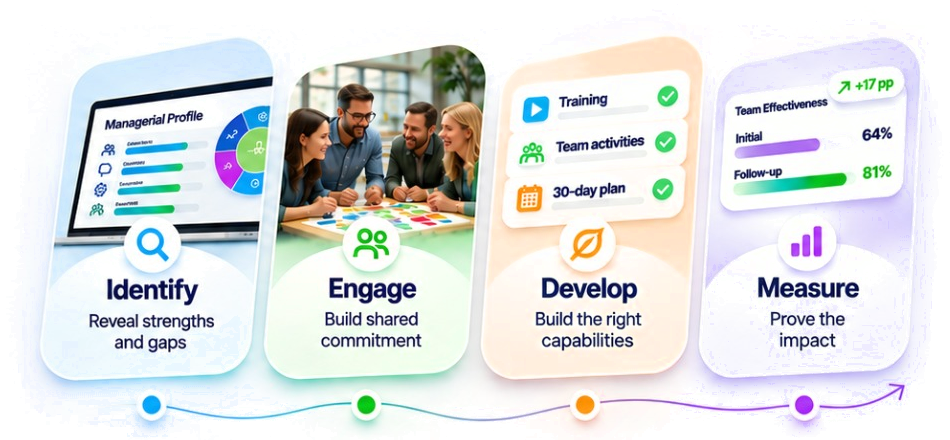 Managerial Profile
Identify
Reveal strengths
and gaps
Engage
Build shared
commitment
Training
Team activities
30-day plan
Develop
Build the right
capabilities
+17 pp
Team Effectiveness
Initial
64%
Follow-up
81%
Measure
Prove the
impact